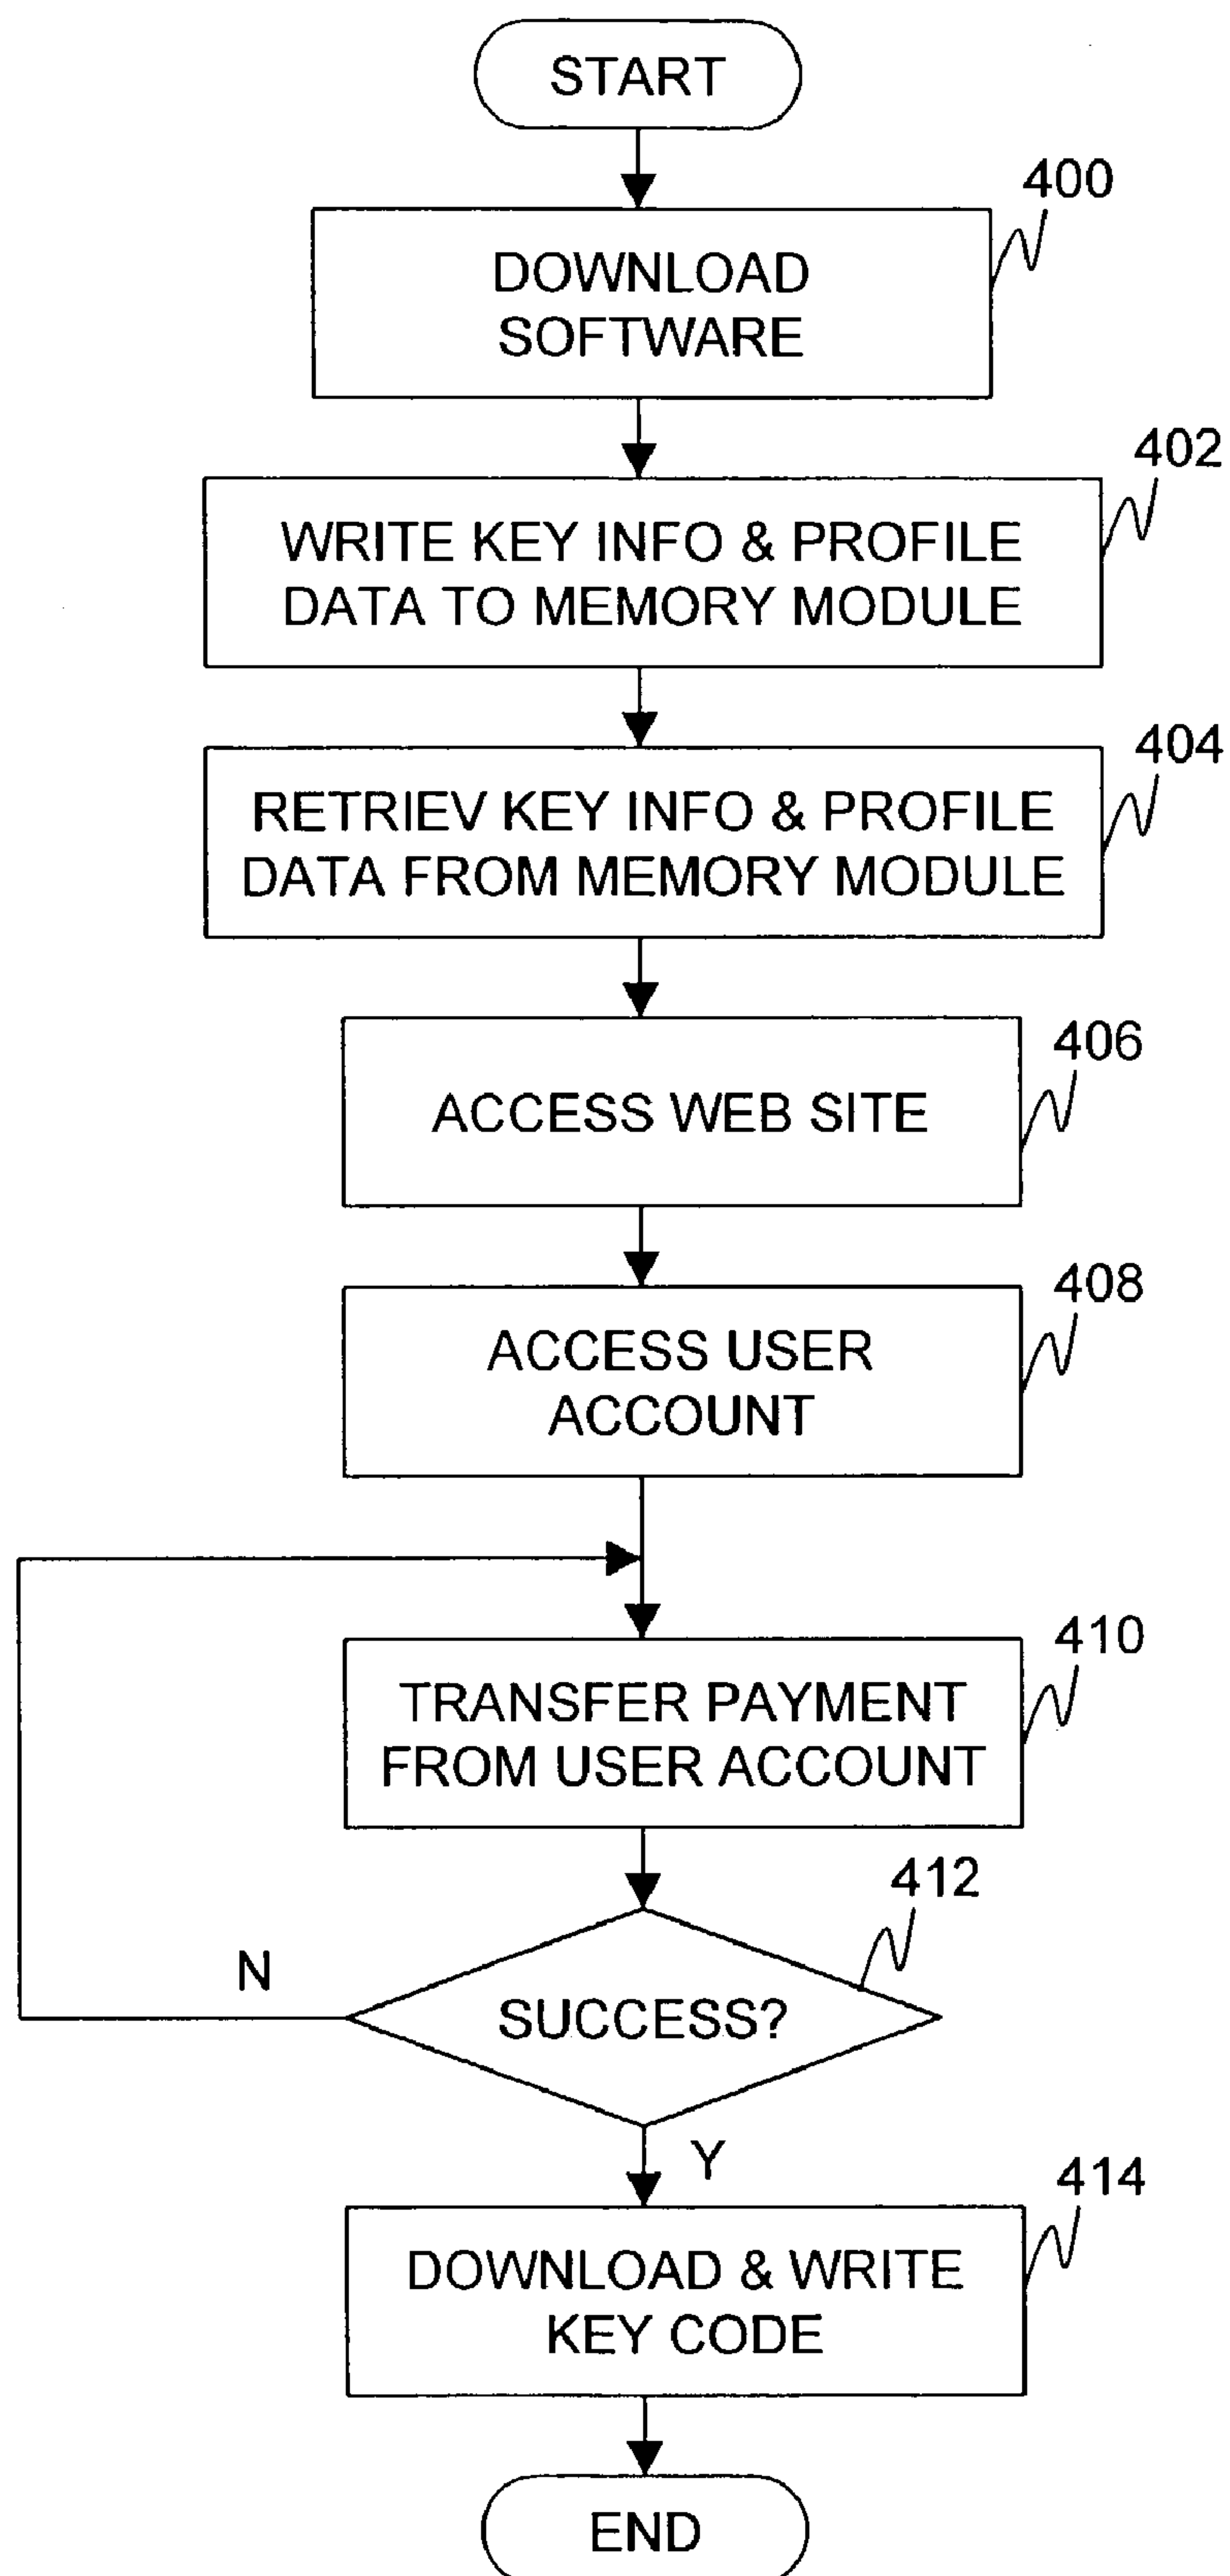 START
400
DOWNLOAD
SOFTWARE
402
WRITE KEY INFO & PROFILE
DATA TO MEMORY MODULE
404
RETRIEV KEY INFO & PROFILE
DATA FROM MEMORY MODULE
406
ACCESS WEB SITE
408
ACCESS USER
ACCOUNT
410
TRANSFER PAYMENT
FROM USER ACCOUNT
412
N
SUCCESS?
Y
414
DOWNLOAD & WRITE
KEY CODE
END